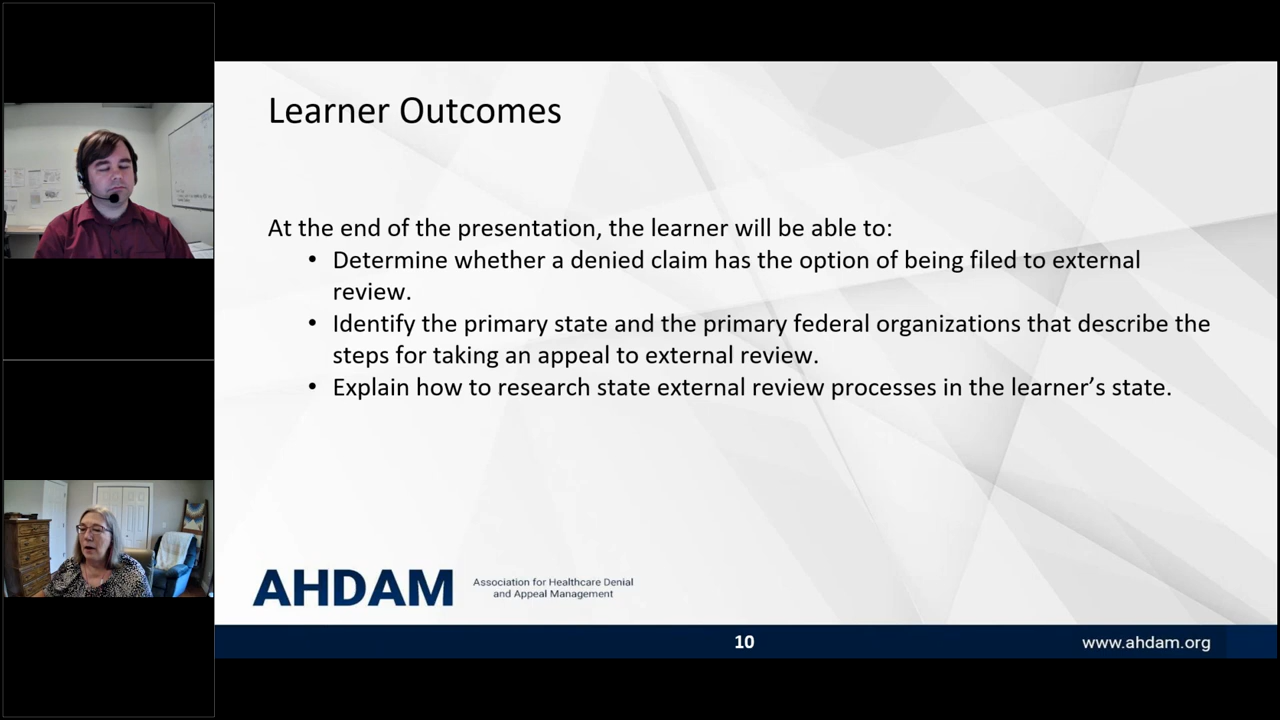 Learner Outcomes
At the end of the presentation, the learner will be able to:
• Determine whether a denied claim has the option of being filed to external
review.
• Identify the primary state and the primary federal organizations that describe the
steps for taking an appeal to external review.
• Explain how to research state external review processes in the learner’s state.
AHDAM
Association for Healthcare Denial
and Appeal Management
10
www.ahdam.org